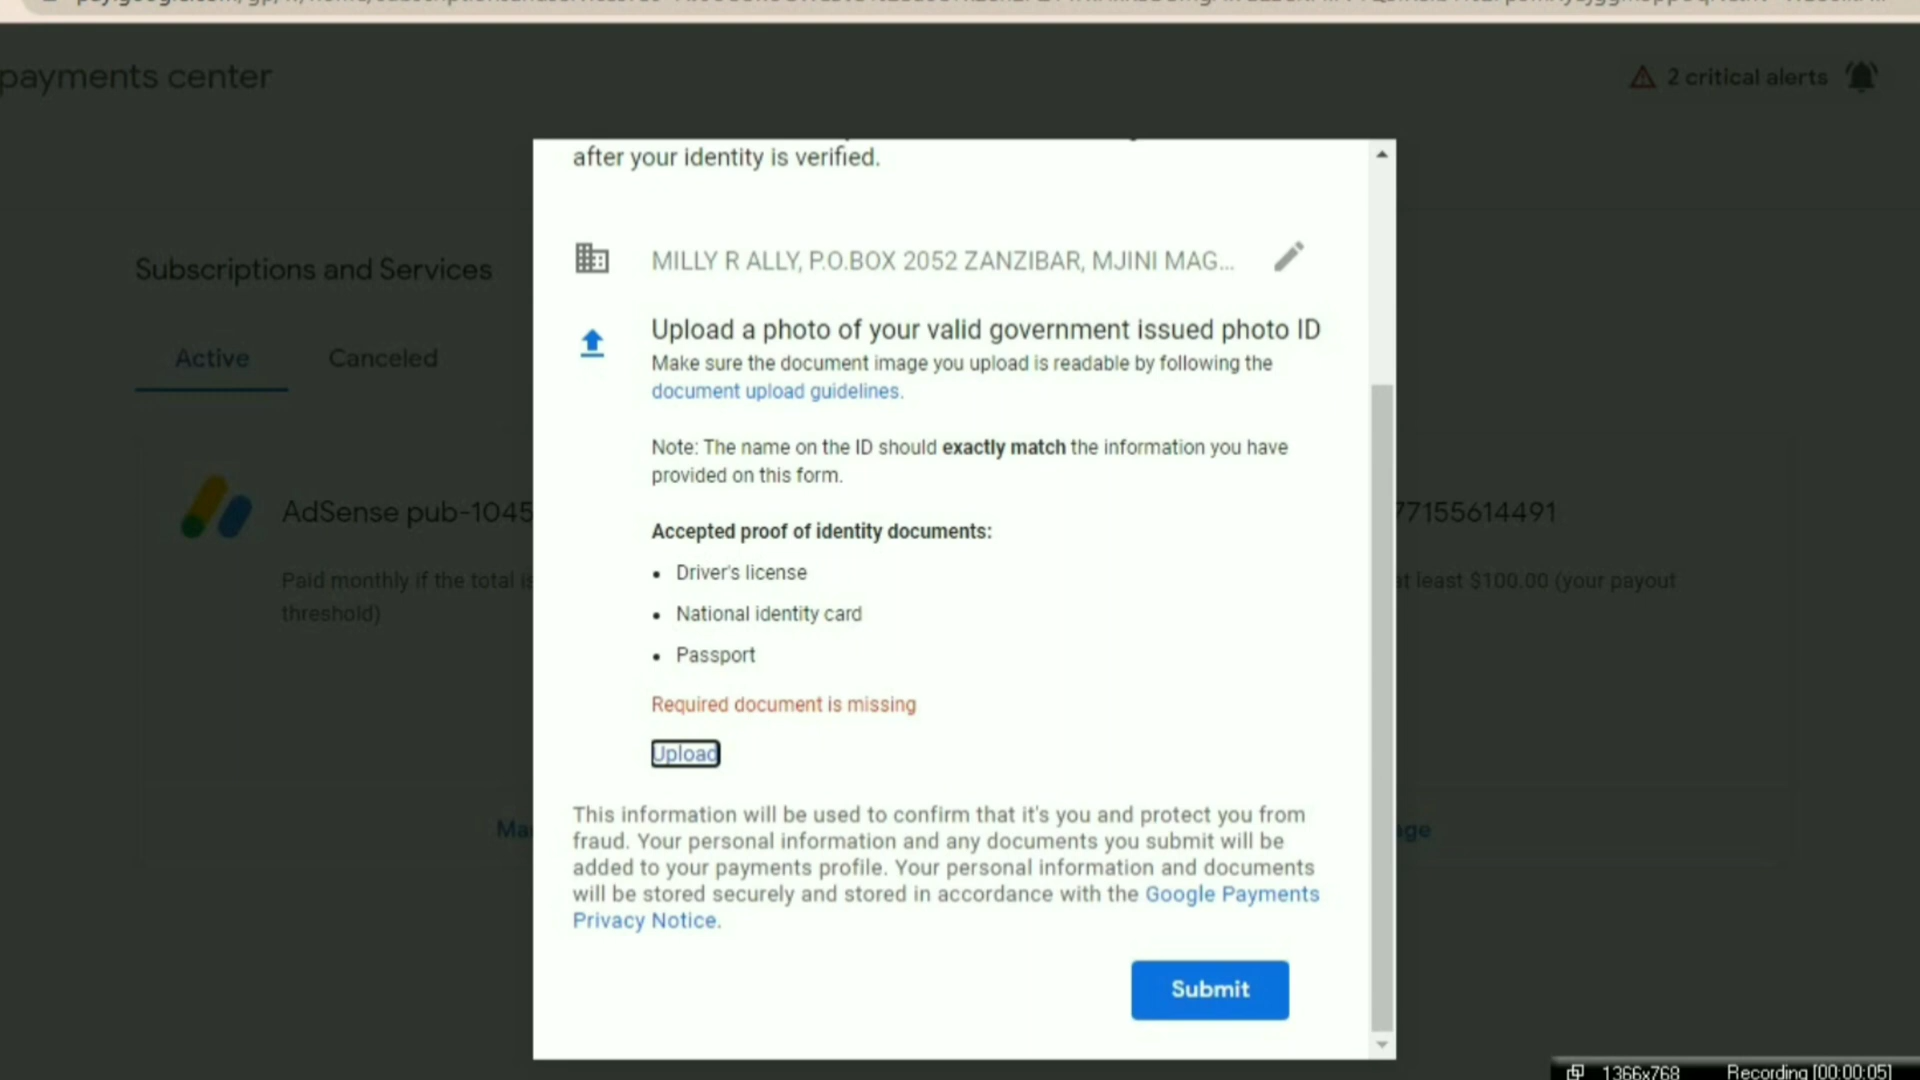 payments center
2 critical alerts
after your identity is verified.
Subscriptions and Services
MILLY R ALLY, P.O.BOX 2052 ZANZIBAR, MJINI MAG...
Upload a photo of your valid government issued photo ID
Make sure the document image you upload is readable by following the
document upload guidelines.
Active
Canceled
Note: The name on the ID should exactly match the information you have
provided on this form.
AdSense pub-1045
77155614491
Accepted proof of identity documents:
• Driver's license
Paid monthly if the total is
at least $100.00 (your payout
threshold)
• National identity card
• Passport
Required document is missing
Upload
This information will be used to confirm that it's you and protect you from
fraud. Your personal information and any documents you submit will be
added to your payments profile. Your personal information and documents
will be stored securely and stored in accordance with the Google Payments
Privacy Notice.
Submit
1366x768 Recording [00:00:05]